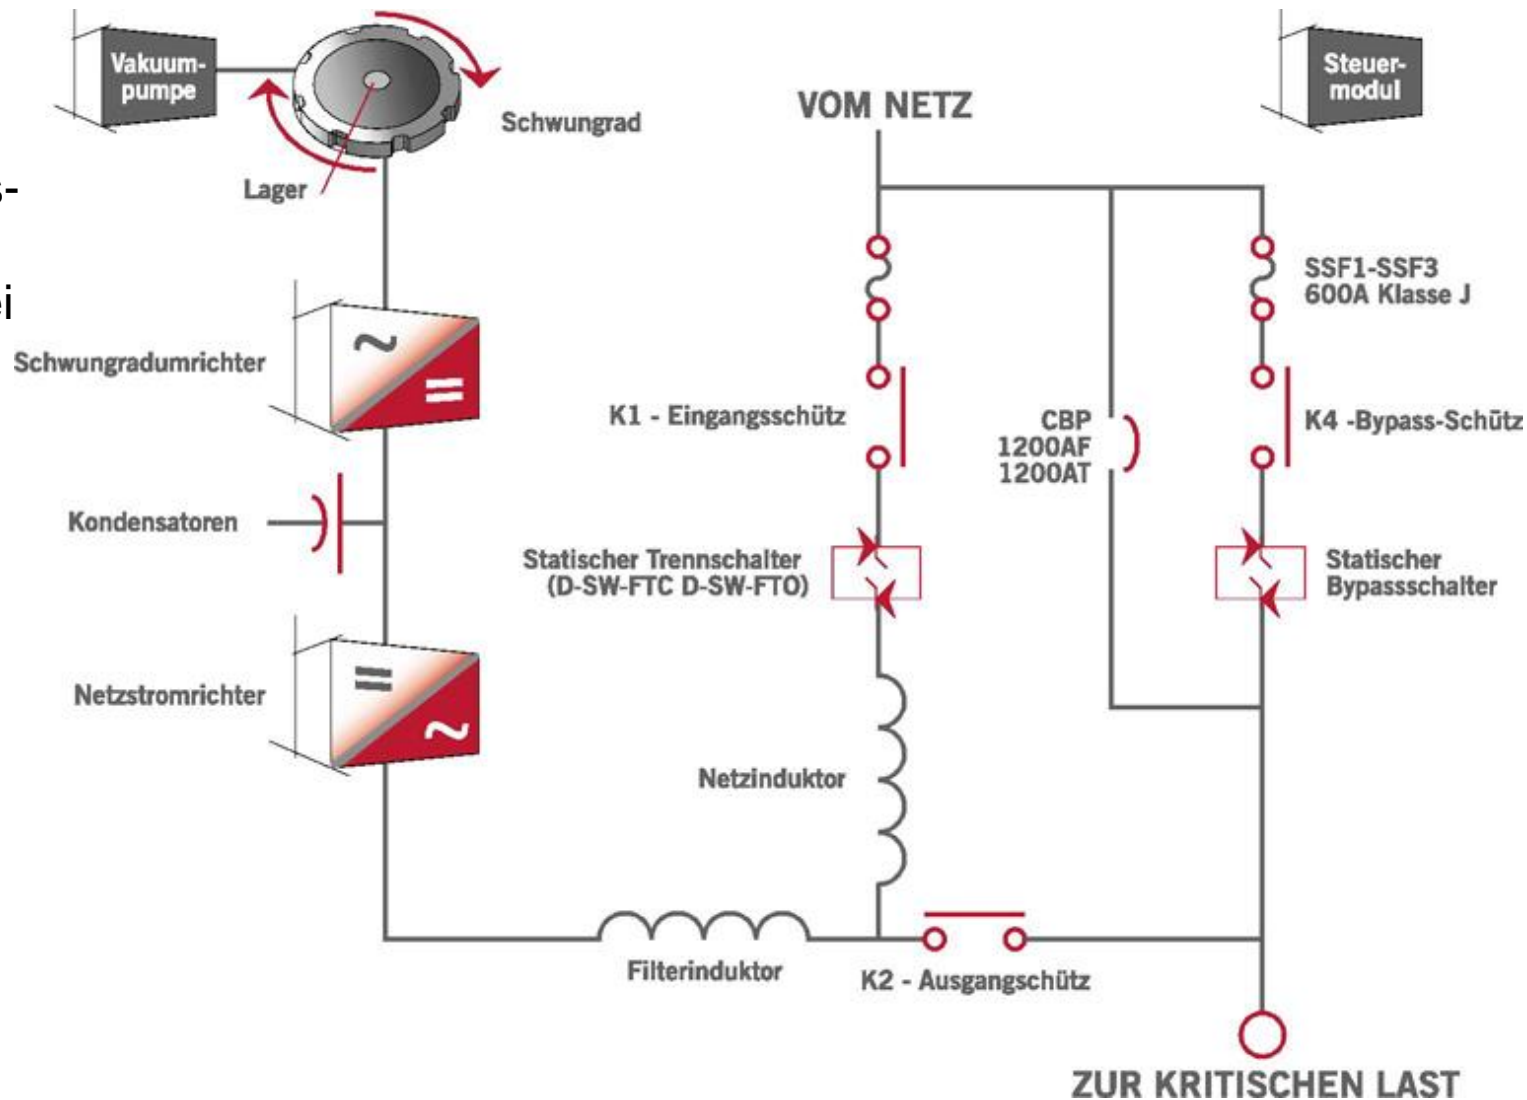 Vakuum-
pumpe
Schwungrad
Lager
VOM NETZ
Steuer-
modul
s-
ei
Schwungradumrichter
SSF1-SSF3
600A Klasse J
K1 - Eingangsschütz
CBP
1200AF
1200AT
K4 -Bypass-Schütz
Kondensatoren
Statischer Trennschalter
(D-SW-FTC D-SW-FTO)
Statischer
Bypassschalter
Netzstromrichter
Netzinduktor
Filterinduktor
K2 - Ausgangschütz
ZUR KRITISCHEN LAST